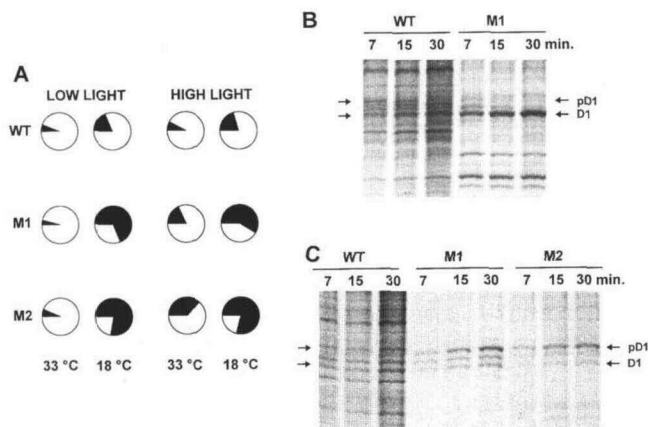 A
LOW LIGHT HIGH LIGHT
WT
M1
M2
33 °C 18 °C 33 °C 18 °C
B
WT M1
7 15 30 7 15 30 min.
pD1
D1
C
WT M1 M2
7 15 30 7 15 30 7 15 30 min.
pD1
D1